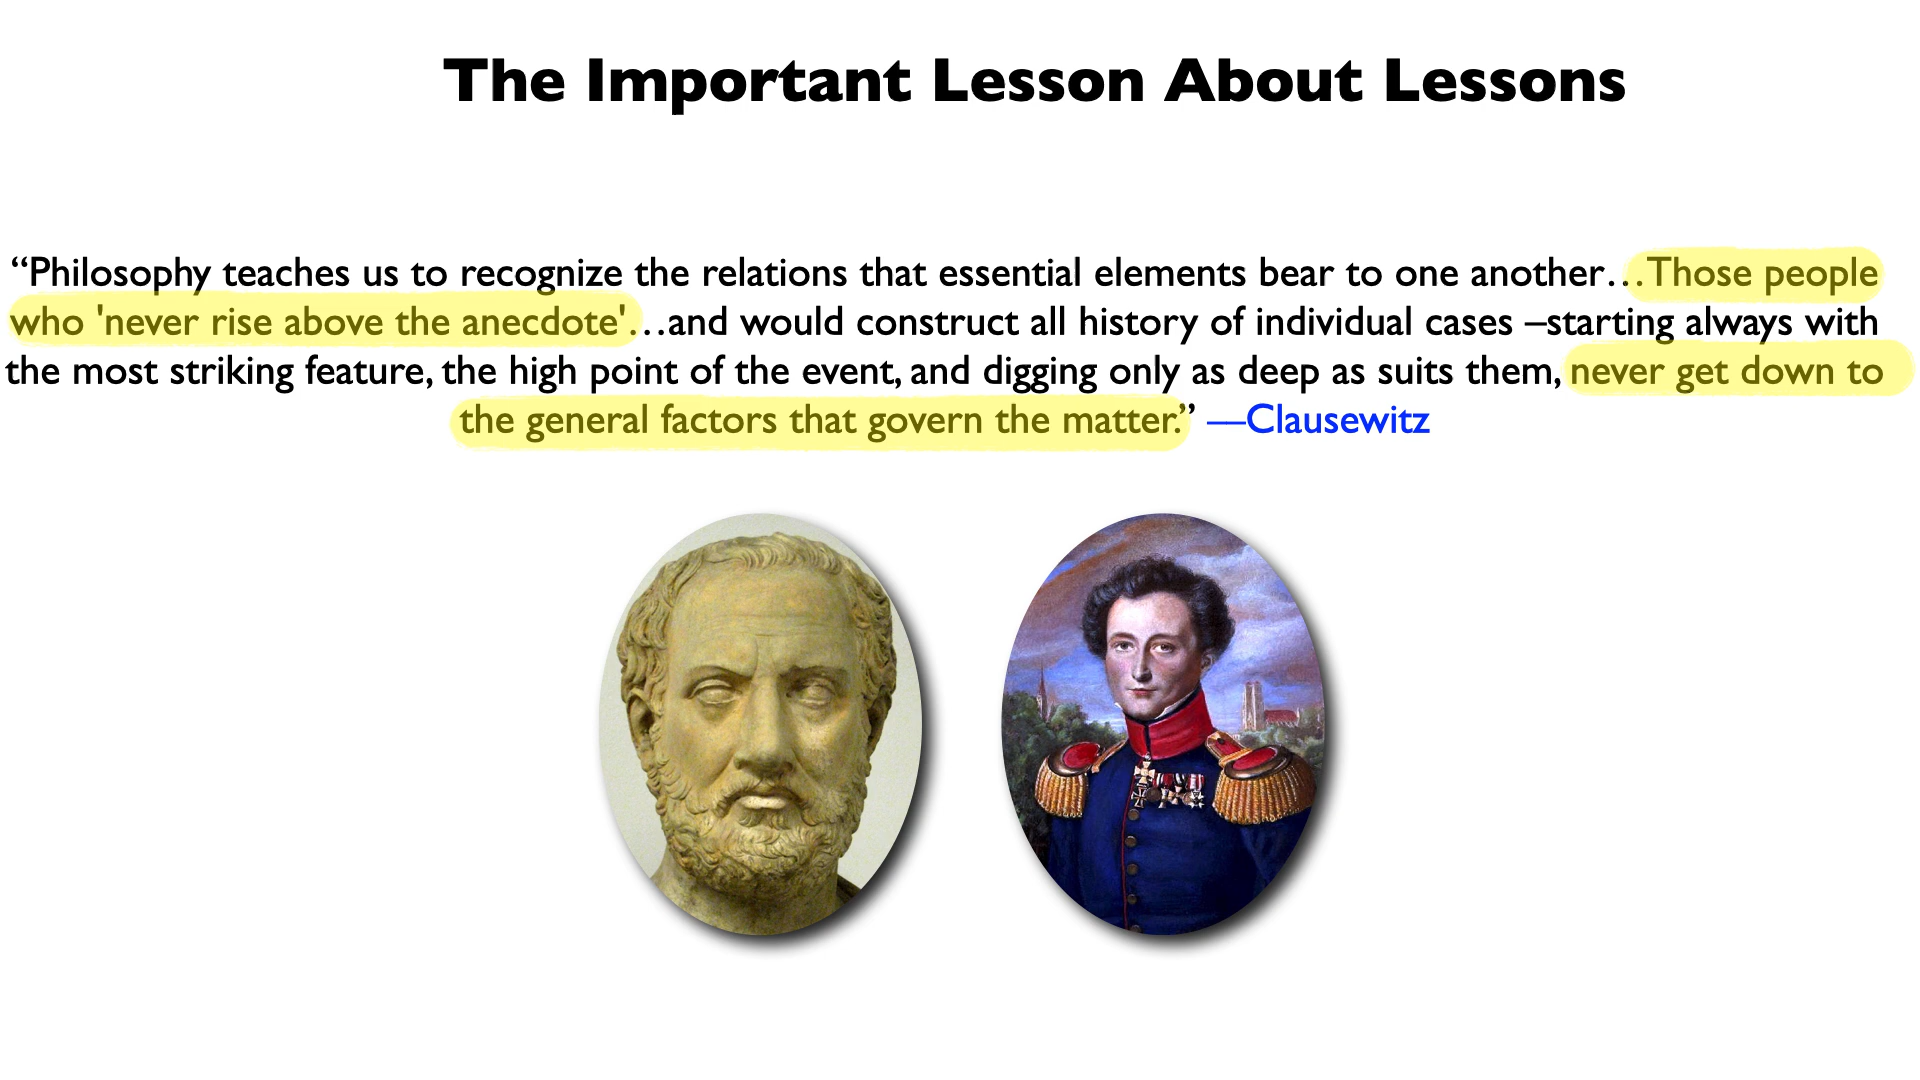 The Important Lesson About Lessons
“Philosophy teaches us to recognize the relations that essential elements bear to one another…Those people
who 'never rise above the anecdote'…and would construct all history of individual cases –starting always with
the most striking feature, the high point of the event, and digging only as deep as suits them, never get down to
the general factors that govern the matter.” —Clausewitz